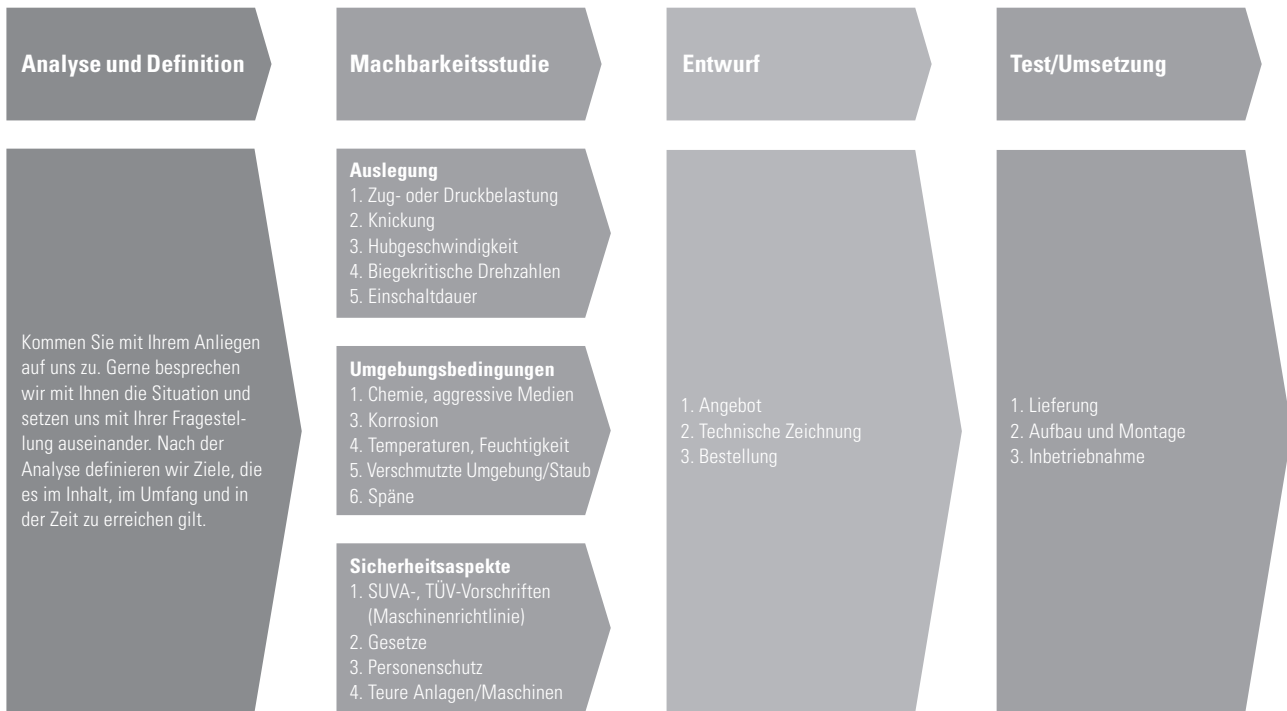 Analyse und Definition
Kommen Sie mit Ihrem Anliegen
auf uns zu. Gerne besprechen
wir mit Ihnen die Situation und
setzen uns mit Ihrer Fragestel-
lung auseinander. Nach der
Analyse definieren wir Ziele, die
es im Inhalt, im Umfang und in
der Zeit zu erreichen gilt.
Machbarkeitsstudie
Auslegung
1. Zug- oder Druckbelastung
2. Knickung
3. Hubgeschwindigkeit
4. Biegekritische Drehzahlen
5. Einschaltdauer
Umgebungsbedingungen
1. Chemie, aggressive Medien
3. Korrosion
4. Temperaturen, Feuchtigkeit
5. Verschmutzte Umgebung/Staub
6. Späne
Sicherheitsaspekte
1. SUVA-, TÜV-Vorschriften
(Maschinenrichtlinie)
2. Gesetze
3. Personenschutz
4. Teure Anlagen/Maschinen
Entwurf
1. Angebot
2. Technische Zeichnung
3. Bestellung
Test/Umsetzung
1. Lieferung
2. Aufbau und Montage
3. Inbetriebnahme